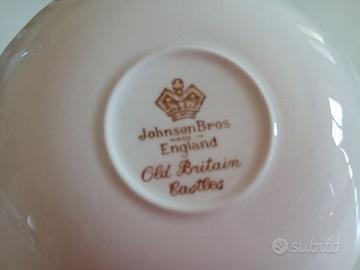 Johnson Bros
MADE IN
England
Old Britain
Castles
subito